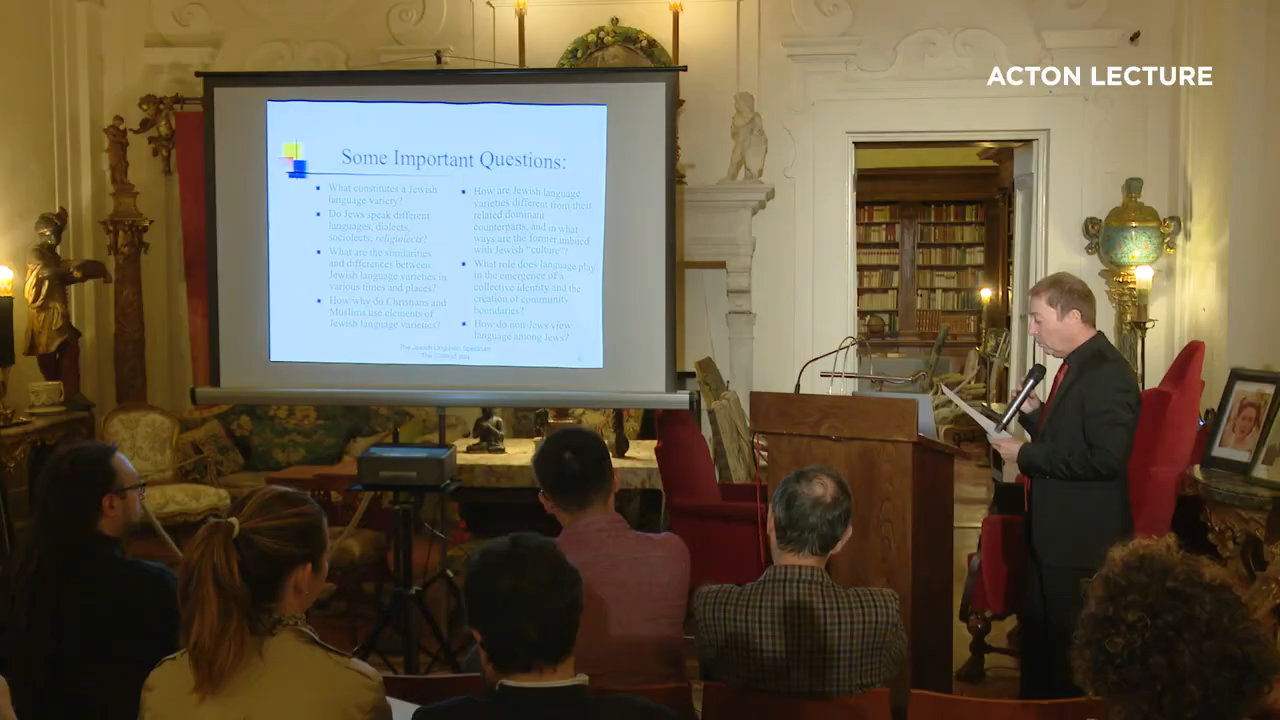 ACTON LECTURE
Some Important Questions:
What constitutes a Jewish
language variety?
Do Jews speak different
languages, dialects,
sociolects, religiolects?
What are the similarities
and differences between
Jewish language varieties in
various times and places?
How/why do Christians and
Muslims use elements of
Jewish language varieties?
How are Jewish language
varieties different from their
related dominant
counterparts, and in what
ways are the former imbued
with Jewish "culture"?
What role does language play
in the emergence of a
collective identity and the
creation of community
boundaries?
How do non-Jews view
language among Jews?
The Jewish Linguistic Spectrum